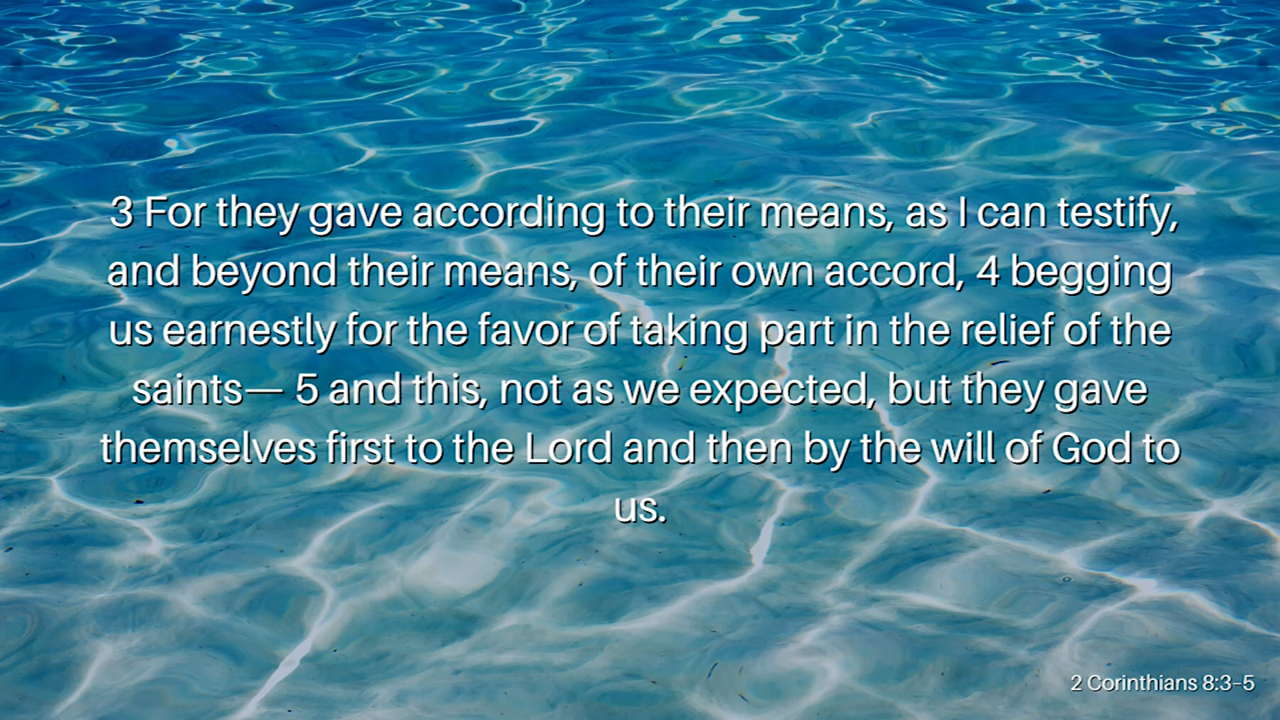 3 For they gave according to their means, as I can testify,
and beyond their means, of their own accord, 4 begging
us earnestly for the favor of taking part in the relief of the
saints— 5 and this, not as we expected, but they gave
themselves first to the Lord and then by the will of God to
us.
2 Corinthians 8:3–5